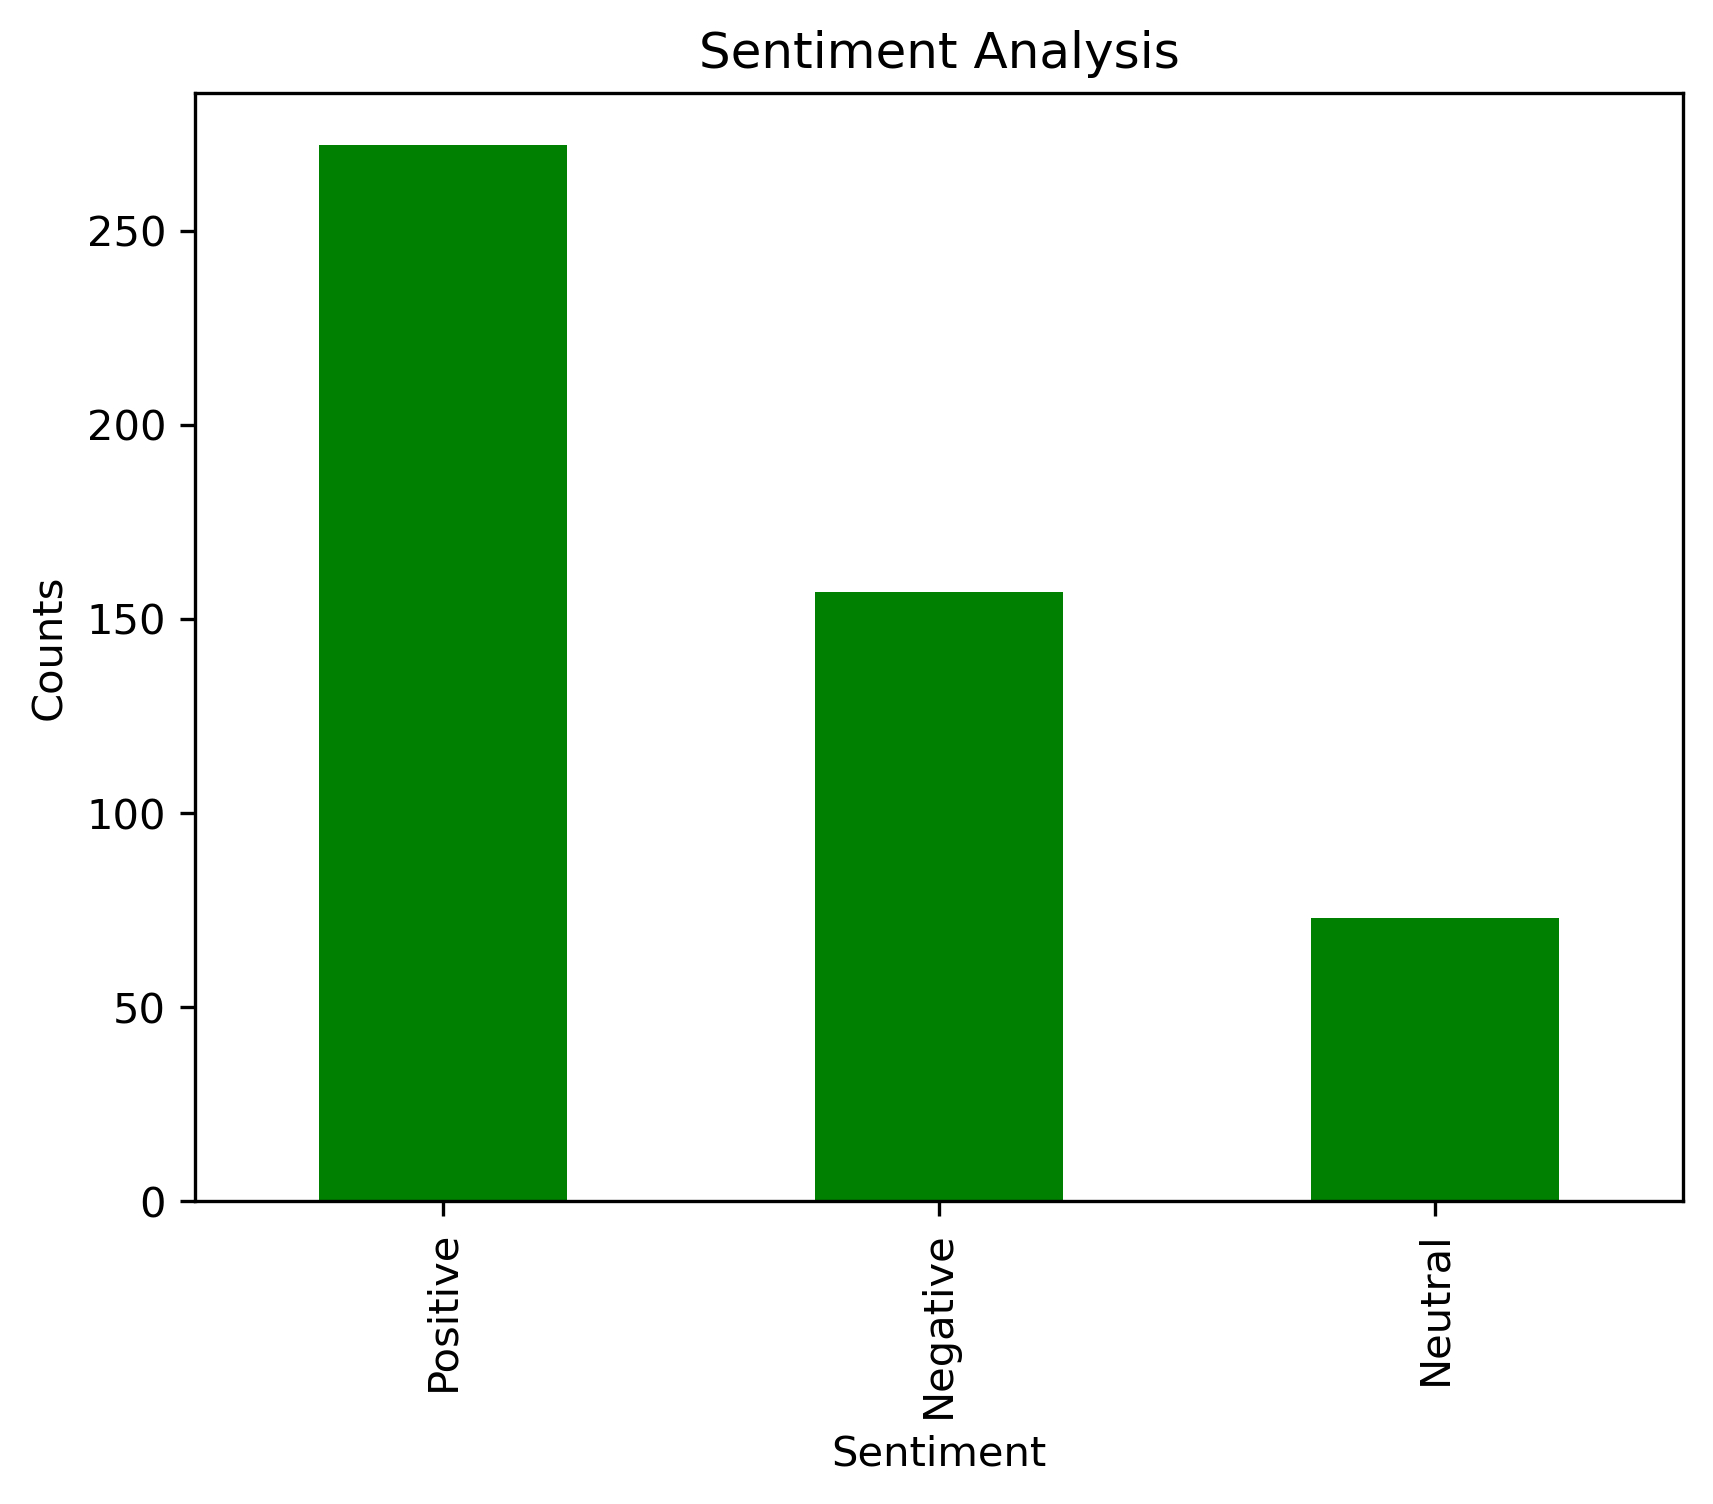 Sentiment Analysis
Counts
250
200
150
100
50
0
Positive
Negative
Neutral
Sentiment